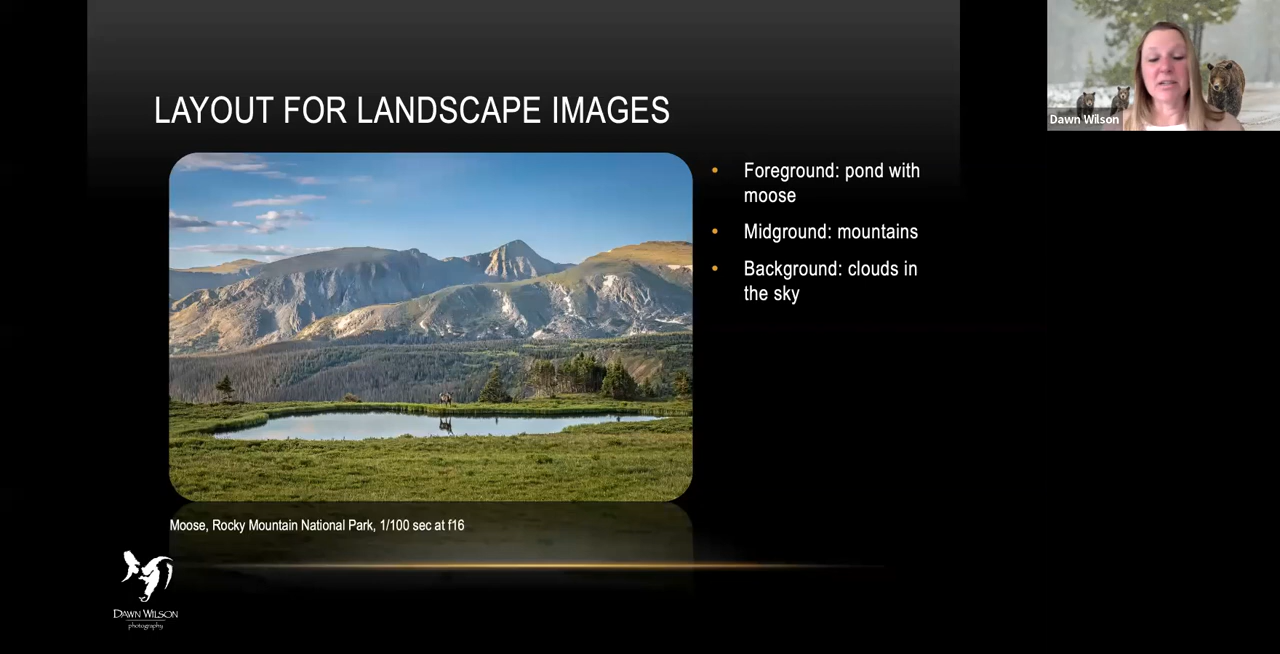 LAYOUT FOR LANDSCAPE IMAGES
Dawn Wilson
• Foreground: pond with
moose
• Midground: mountains
• Background: clouds in
the sky
Moose, Rocky Mountain National Park, 1/100 sec at f16
DAWN WILSON
photography